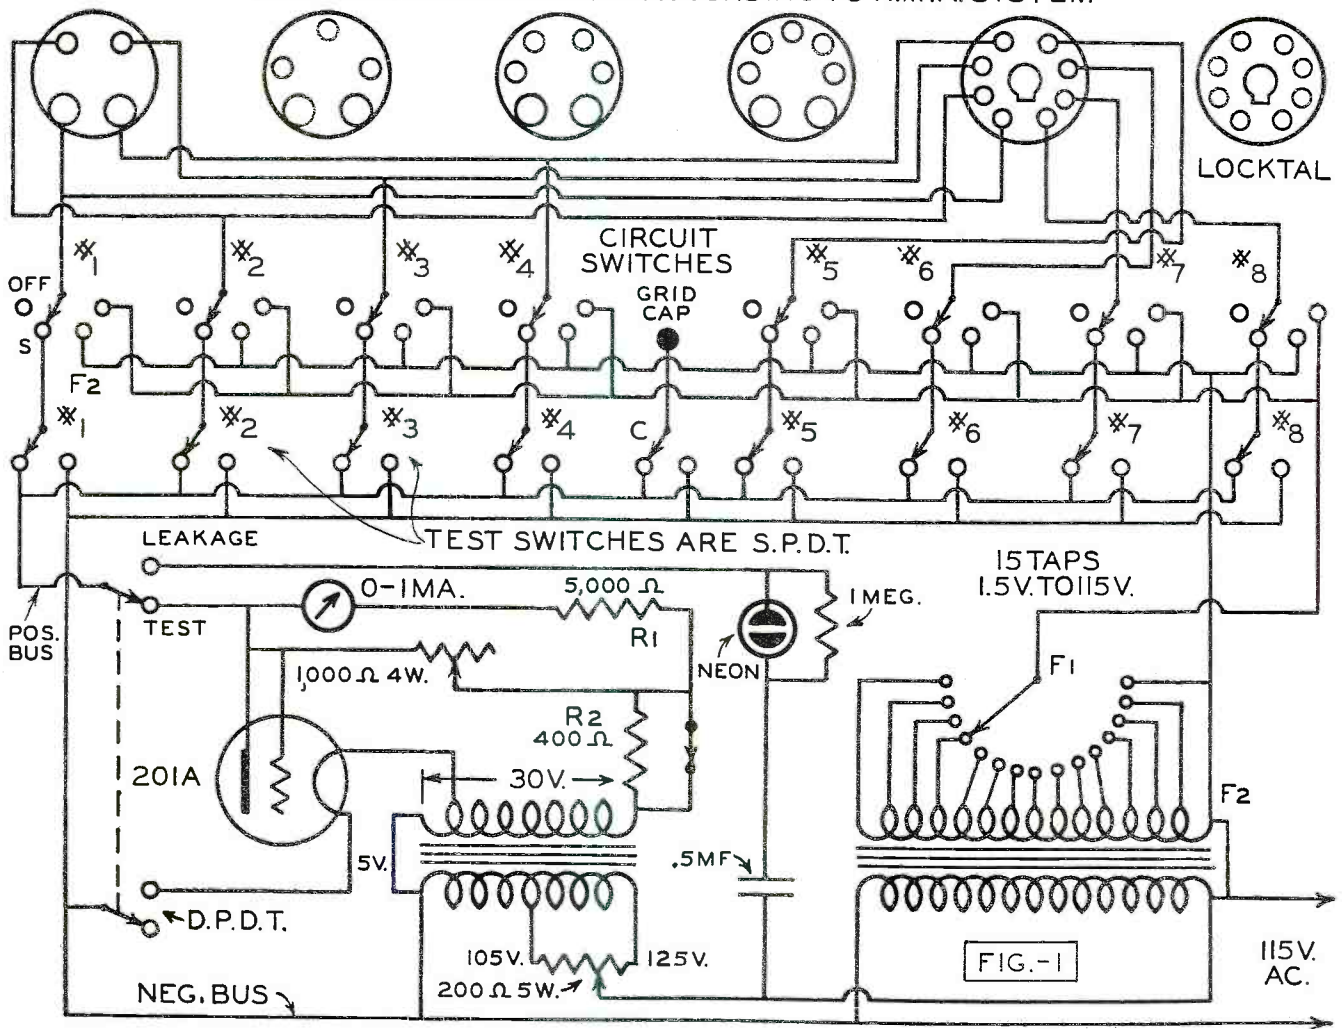 LOCKTAL
CIRCUIT
SWITCHES
#1 #2 #3 #4 #5 #6 #7 #8
OFF
GRID
CAP
S
F2
#1 #2 #3 #4 C #5 #6 #7 #8
LEAKAGE
TEST SWITCHES ARE S.P.D.T.
15 TAPS
1.5V. TO 115V.
0-1MA.
5,000 Ω
R1
1 MEG.
POS.
BUS
TEST
NEON
1,000 Ω 4W.
F1
R2
400 Ω
201A
30V.
F2
5V.
.5MF
D.P.D.T.
105V.
125V.
200 Ω 5W.
FIG.-1
115V.
AC.
NEG. BUS